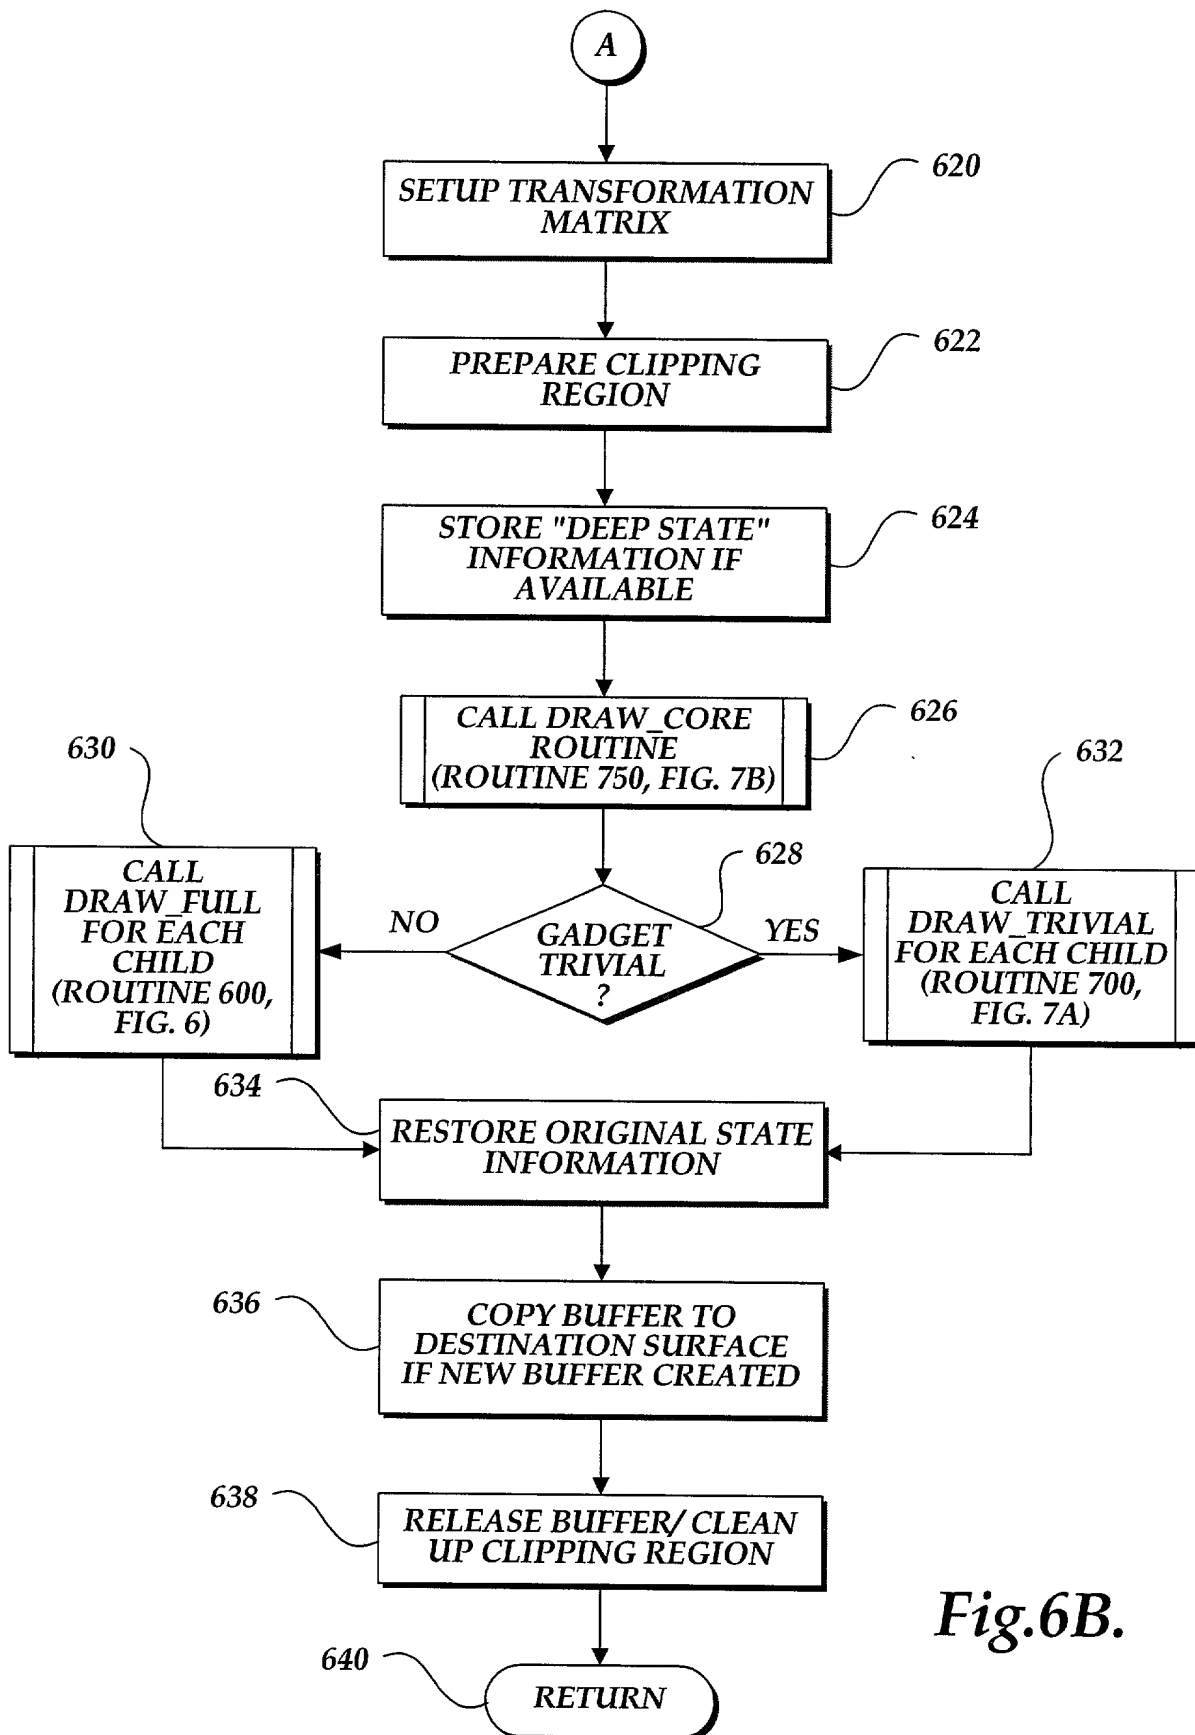 A
620
SETUP TRANSFORMATION
MATRIX
622
PREPARE CLIPPING
REGION
624
STORE "DEEP STATE"
INFORMATION IF
AVAILABLE
626
CALL DRAW_CORE
ROUTINE
(ROUTINE 750, FIG. 7B)
630
CALL
DRAW_FULL
FOR EACH
CHILD
(ROUTINE 600,
FIG. 6)
NO
628
GADGET
TRIVIAL
?
YES
632
CALL
DRAW_TRIVIAL
FOR EACH CHILD
(ROUTINE 700,
FIG. 7A)
634
RESTORE ORIGINAL STATE
INFORMATION
636
COPY BUFFER TO
DESTINATION SURFACE
IF NEW BUFFER CREATED
638
RELEASE BUFFER/ CLEAN
UP CLIPPING REGION
640
RETURN
Fig.6B.